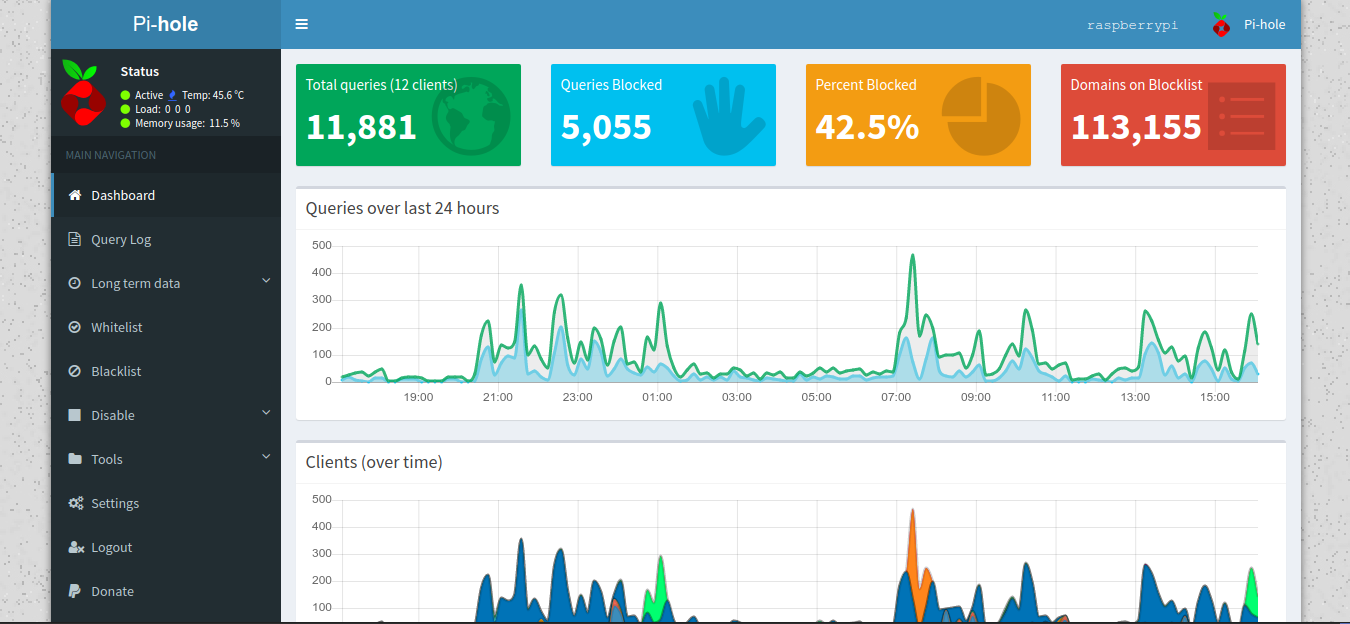 Pi-hole
raspberrypi
Pi-hole
Status
Active Temp: 45.6 °C
Load: 0 0 0
Memory usage: 11.5 %
MAIN NAVIGATION
Dashboard
Query Log
Long term data
Whitelist
Blacklist
Disable
Tools
Settings
Logout
Donate
Total queries (12 clients)
11,881
Queries Blocked
5,055
Percent Blocked
42.5%
Domains on Blocklist
113,155
Queries over last 24 hours
500
400
300
200
100
0
19:00 21:00 23:00 01:00 03:00 05:00 07:00 09:00 11:00 13:00 15:00
Clients (over time)
500
400
300
200
100